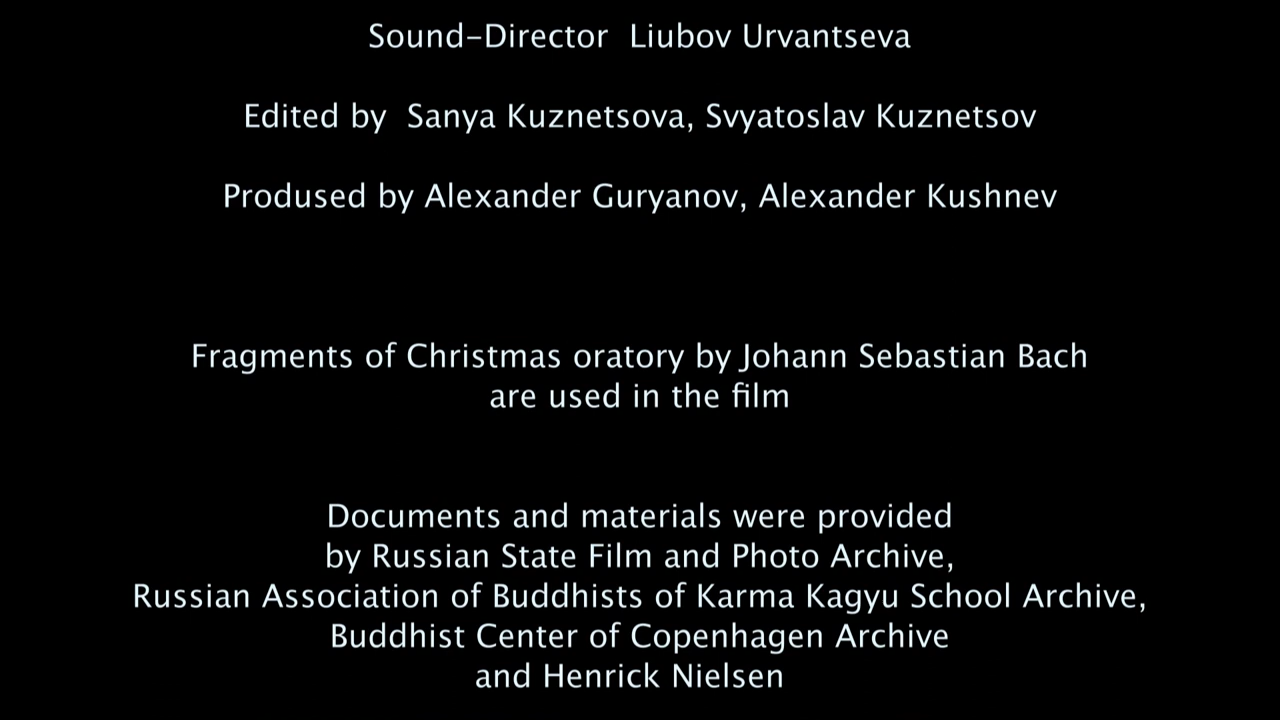 Sound-Director Liubov Urvantseva
Edited by Sanya Kuznetsova, Svyatoslav Kuznetsov
Prodused by Alexander Guryanov, Alexander Kushnev
Fragments of Christmas oratory by Johann Sebastian Bach
are used in the film
Documents and materials were provided
by Russian State Film and Photo Archive,
Russian Association of Buddhists of Karma Kagyu School Archive,
Buddhist Center of Copenhagen Archive
and Henrick Nielsen